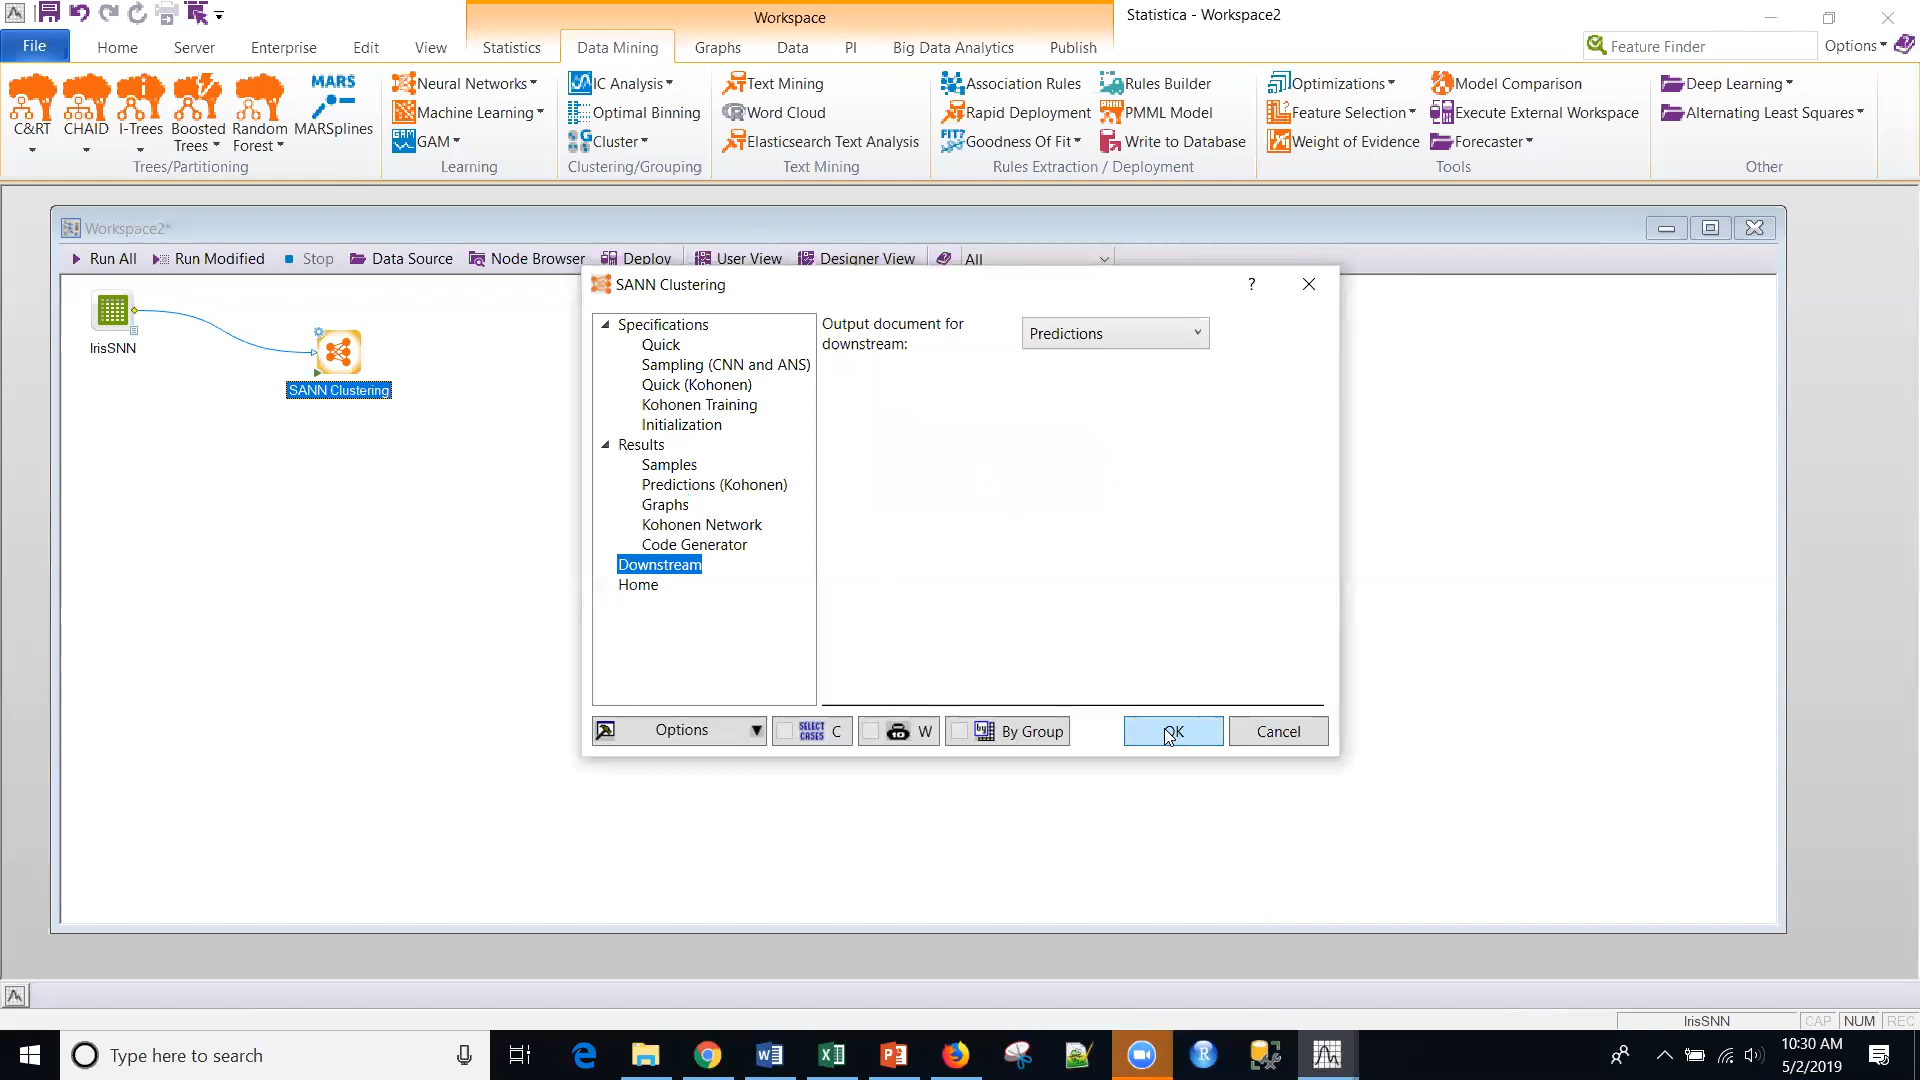 Workspace
Statistica - Workspace2
File
Home
Server
Enterprise
Edit
View
Statistics
Data Mining
Graphs
Data
PI
Big Data Analytics
Publish
Feature Finder
Options
C&RT
CHAID
I-Trees
Boosted Trees
Random Forest
MARS
MARSplines
Trees/Partitioning
Neural Networks
Machine Learning
GAM
Learning
IC Analysis
Optimal Binning
Cluster
Clustering/Grouping
Text Mining
Word Cloud
Elasticsearch Text Analysis
Text Mining
Association Rules
Rapid Deployment
FIT?
Goodness Of Fit
Rules Builder
PMML Model
Write to Database
Rules Extraction / Deployment
Optimizations
Feature Selection
Weight of Evidence
Model Comparison
Execute External Workspace
Forecaster
Tools
Deep Learning
Alternating Least Squares
Other
Workspace2*
Run All
Run Modified
Stop
Data Source
Node Browser
Deploy
User View
Designer View
All
IrisSNN
SANN Clustering
SANN Clustering
?
Specifications
Quick
Sampling (CNN and ANS)
Quick (Kohonen)
Kohonen Training
Initialization
Results
Samples
Predictions (Kohonen)
Graphs
Kohonen Network
Code Generator
Downstream
Home
Output document for
downstream:
Predictions
Options
SELECT CASES C
W
By Group
OK
Cancel
IrisSNN
CAP
NUM
REC
Type here to search
10:30 AM
5/2/2019